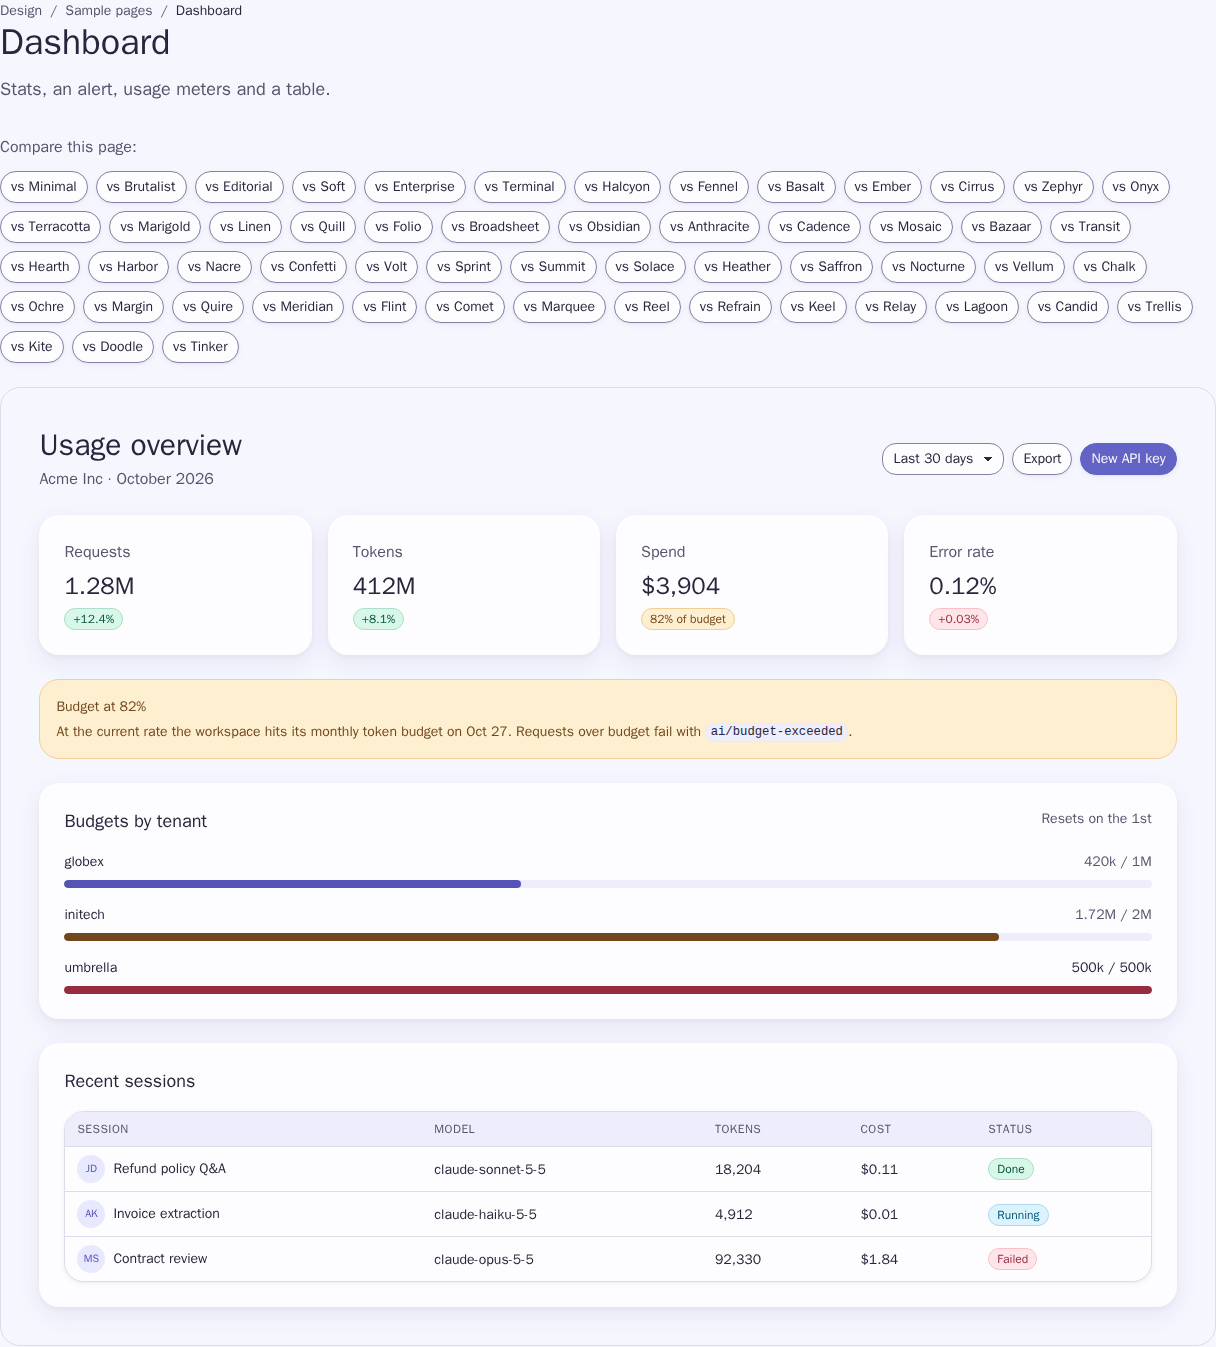 Design / Sample pages / Dashboard
Dashboard
Stats, an alert, usage meters and a table.
Compare this page:
vs Minimal vs Brutalist vs Editorial vs Soft vs Enterprise vs Terminal vs Halcyon vs Fennel vs Basalt vs Ember vs Cirrus vs Zephyr vs Onyx
vs Terracotta vs Marigold vs Linen vs Quill vs Folio vs Broadsheet vs Obsidian vs Anthracite vs Cadence vs Mosaic vs Bazaar vs Transit
vs Hearth vs Harbor vs Nacre vs Confetti vs Volt vs Sprint vs Summit vs Solace vs Heather vs Saffron vs Nocturne vs Vellum vs Chalk
vs Ochre vs Margin vs Quire vs Meridian vs Flint vs Comet vs Marquee vs Reel vs Refrain vs Keel vs Relay vs Lagoon vs Candid vs Trellis
vs Kite vs Doodle vs Tinker
Usage overview
Acme Inc · October 2026
Last 30 days Export New API key
Requests Tokens Spend Error rate
1.28M 412M $3,904 0.12%
+12.4% +8.1% 82% of budget +0.03%
Budget at 82%
At the current rate the workspace hits its monthly token budget on Oct 27. Requests over budget fail with ai/budget-exceeded.
Budgets by tenant Resets on the 1st
globex 420k / 1M
initech 1.72M / 2M
umbrella 500k / 500k
Recent sessions
SESSION MODEL TOKENS COST STATUS
JD Refund policy Q&A claude-sonnet-5-5 18,204 $0.11 Done
AK Invoice extraction claude-haiku-5-5 4,912 $0.01 Running
MS Contract review claude-opus-5-5 92,330 $1.84 Failed